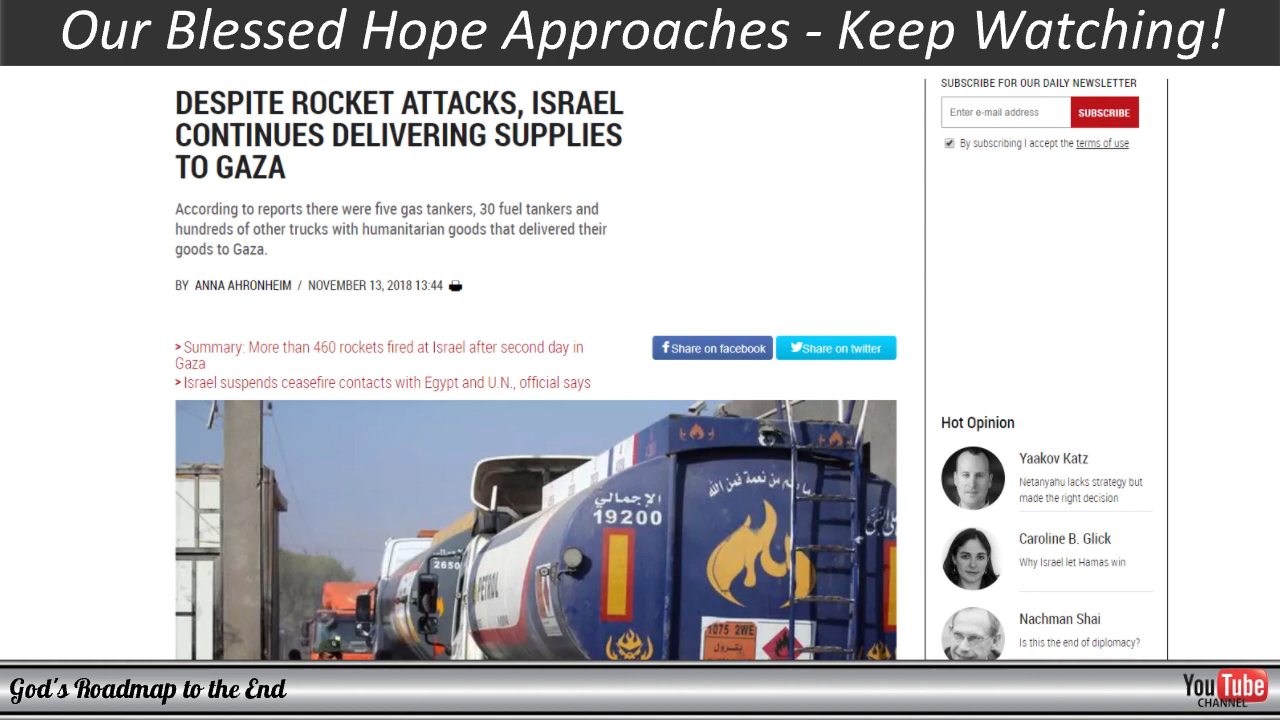 Our Blessed Hope Approaches - Keep Watching!
DESPITE ROCKET ATTACKS, ISRAEL
CONTINUES DELIVERING SUPPLIES
TO GAZA
According to reports there were five gas tankers, 30 fuel tankers and
hundreds of other trucks with humanitarian goods that delivered their
goods to Gaza.
BY ANNA AHRONHEIM / NOVEMBER 13, 2018 13:44
> Summary: More than 460 rockets fired at Israel after second day in
Gaza
> Israel suspends ceasefire contacts with Egypt and U.N., official says
Share on facebook
Share on twitter
الإجمالي
19200
من نعمة فمن الله
2650
PETROL
1075 2WE
بترول
SUBSCRIBE FOR OUR DAILY NEWSLETTER
Enter e-mail address
SUBSCRIBE
By subscribing I accept the terms of use
Hot Opinion
Yaakov Katz
Netanyahu lacks strategy but
made the right decision
Caroline B. Glick
Why Israel let Hamas win
Nachman Shai
Is this the end of diplomacy?
God's Roadmap to the End
YouTube
CHANNEL